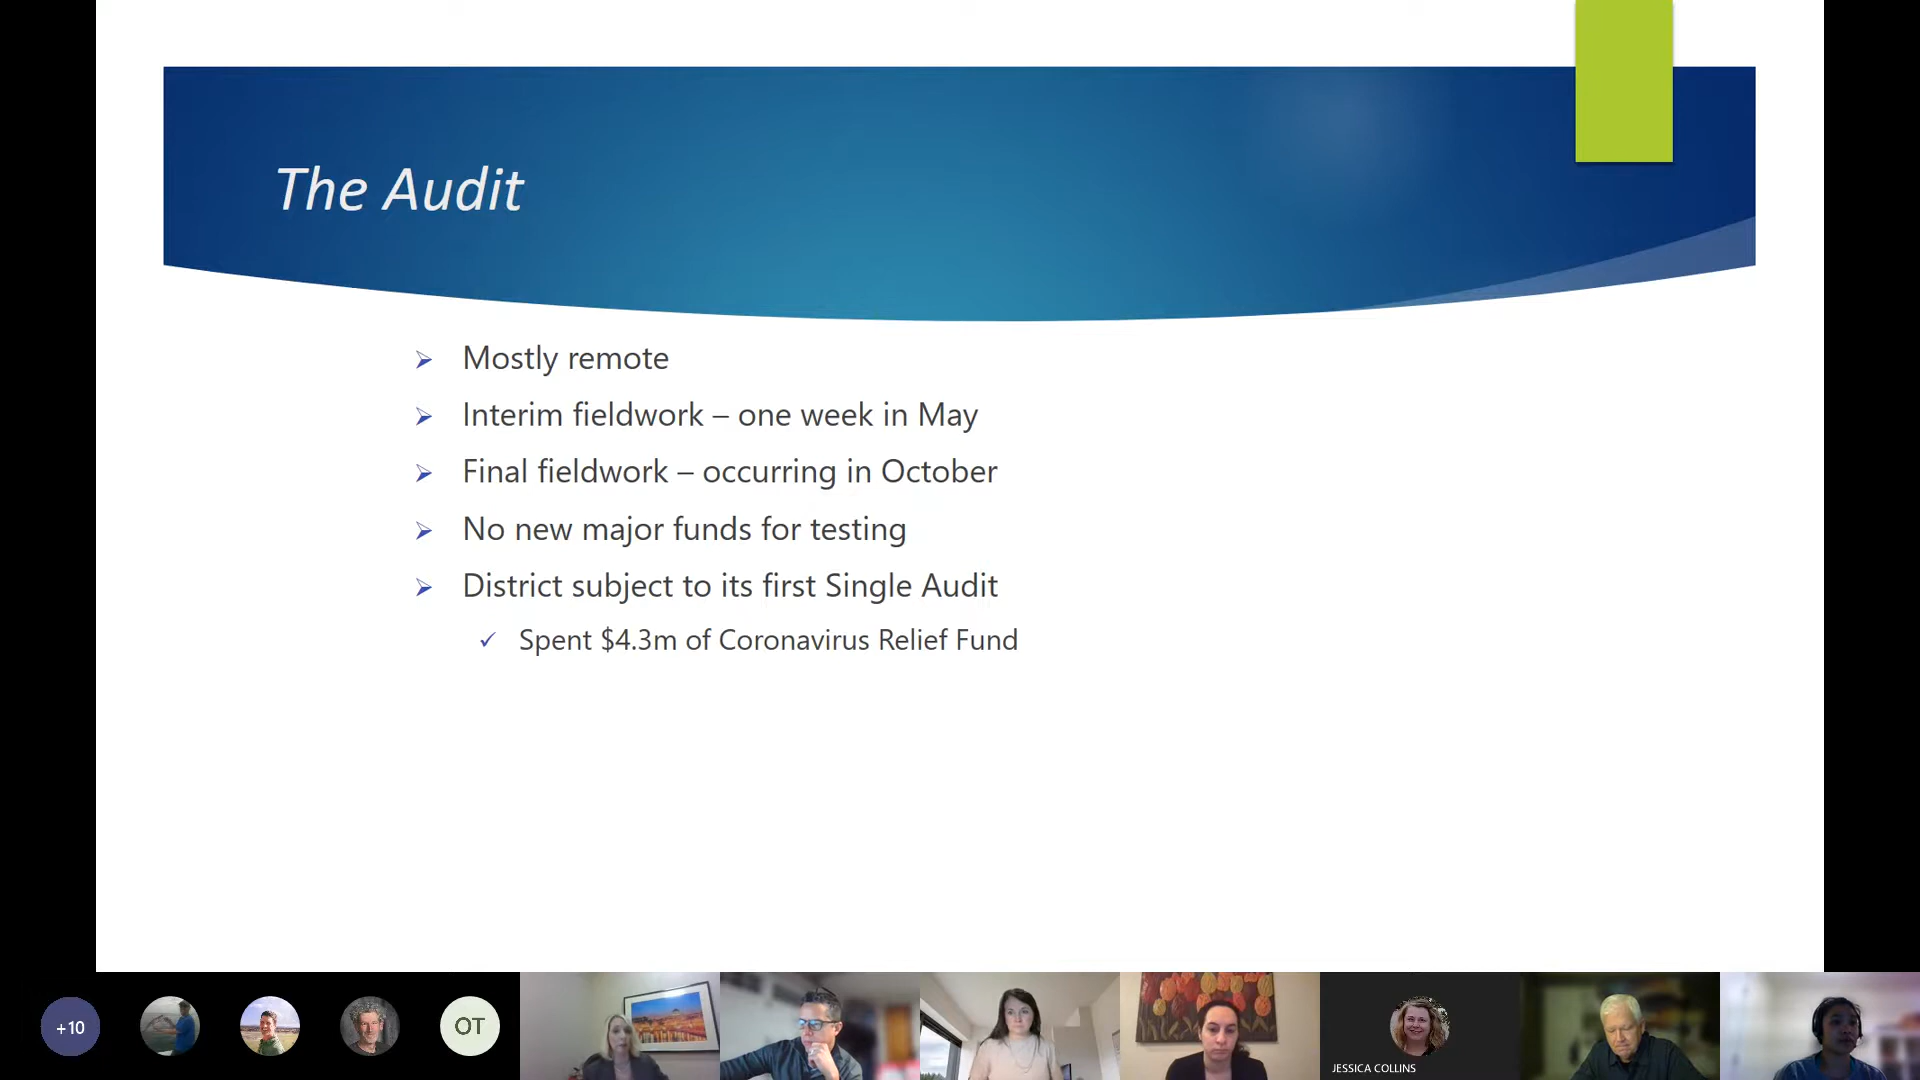 The Audit
Mostly remote
Interim fieldwork – one week in May
Final fieldwork – occurring in October
No new major funds for testing
District subject to its first Single Audit
Spent $4.3m of Coronavirus Relief Fund
+10
OT
JESSICA COLLINS